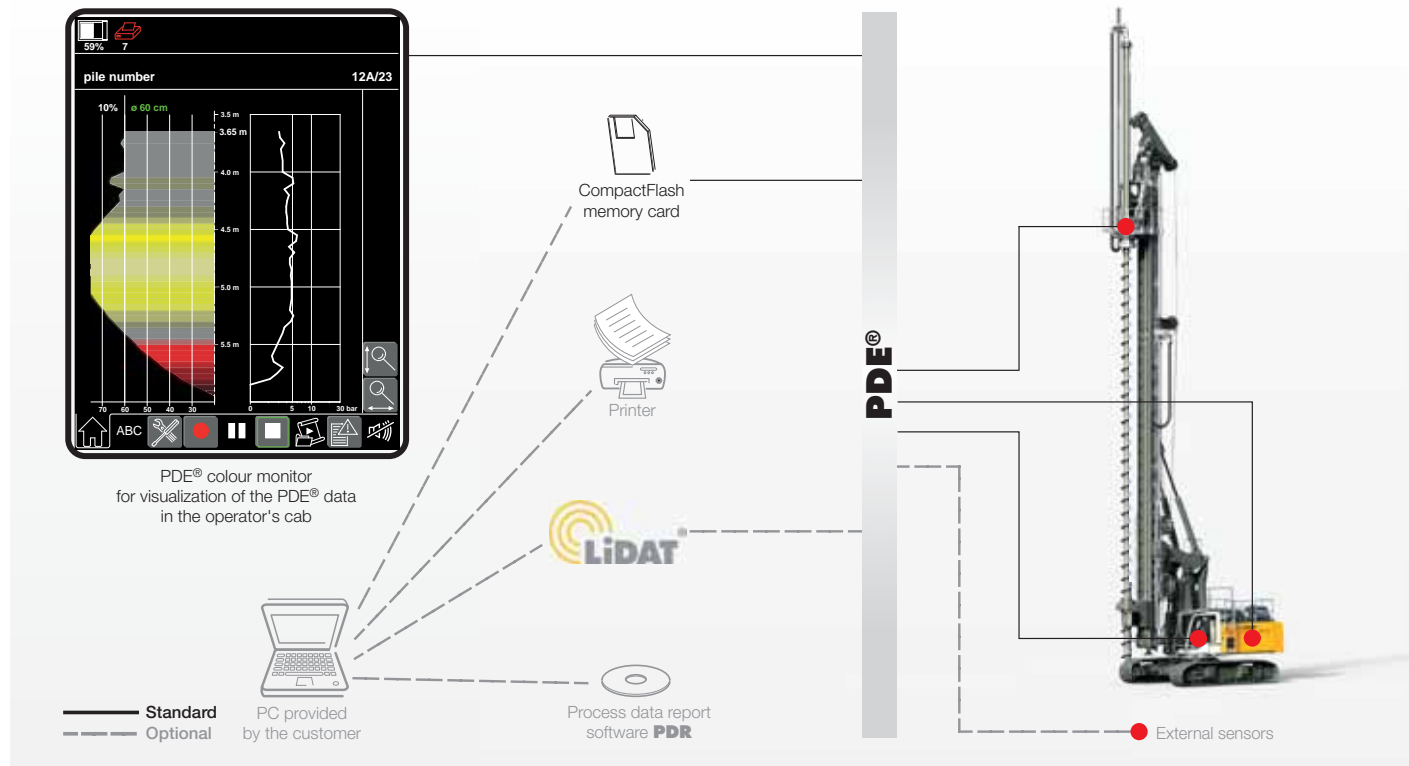 59% 7
pile number 12A/23
10% ø 60 cm
3.5 m
3.65 m
4.0 m
4.5 m
5.0 m
5.5 m
70 60 50 40 30 0 5 10 30 bar
ABC
PDE® colour monitor
for visualization of the PDE® data
in the operator's cab
CompactFlash
memory card
Printer
LiDAT®
PC provided
by the customer
Process data report
software PDR
Standard
Optional
PDE®
External sensors